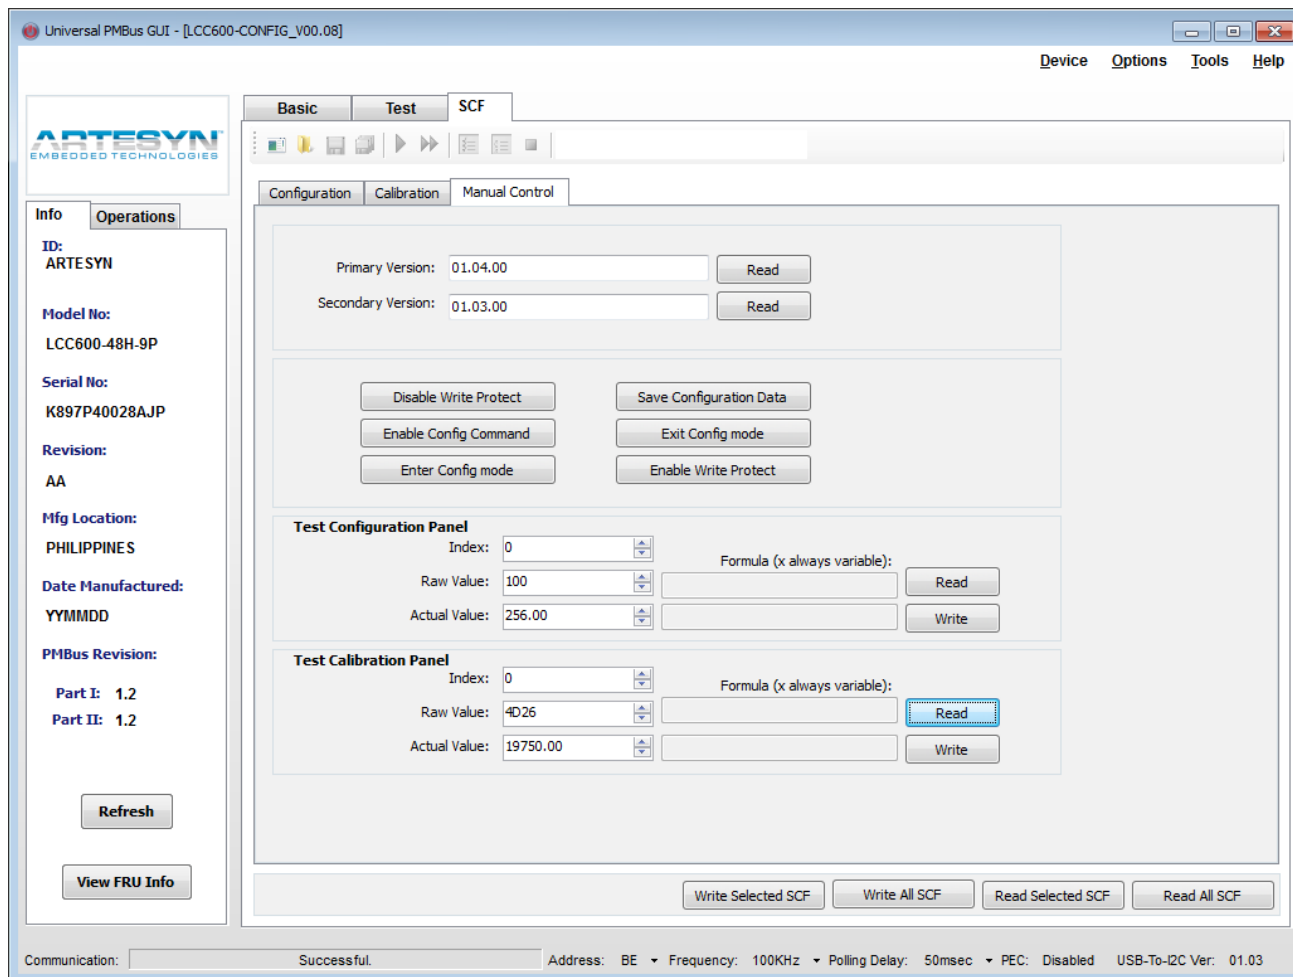 Universal PMBus GUI - [LCC600-CONFIG_V00.08]
Device Options Tools Help
ARTESYN
EMBEDDED TECHNOLOGIES
Basic Test SCF
Configuration Calibration Manual Control
Info Operations
ID:
ARTESYN
Model No:
LCC600-48H-9P
Serial No:
K897P40028AJP
Revision:
AA
Mfg Location:
PHILIPPINES
Date Manufactured:
YYMMDD
PMBus Revision:
Part I: 1.2
Part II: 1.2
Refresh
View FRU Info
Primary Version: 01.04.00 Read
Secondary Version: 01.03.00 Read
Disable Write Protect Save Configuration Data
Enable Config Command Exit Config mode
Enter Config mode Enable Write Protect
Test Configuration Panel
Index: 0
Formula (x always variable):
Raw Value: 100 Read
Actual Value: 256.00 Write
Test Calibration Panel
Index: 0
Formula (x always variable):
Raw Value: 4D26 Read
Actual Value: 19750.00 Write
Write Selected SCF Write All SCF Read Selected SCF Read All SCF
Communication: Successful. Address: BE Frequency: 100KHz Polling Delay: 50msec PEC: Disabled USB-To-I2C Ver: 01.03